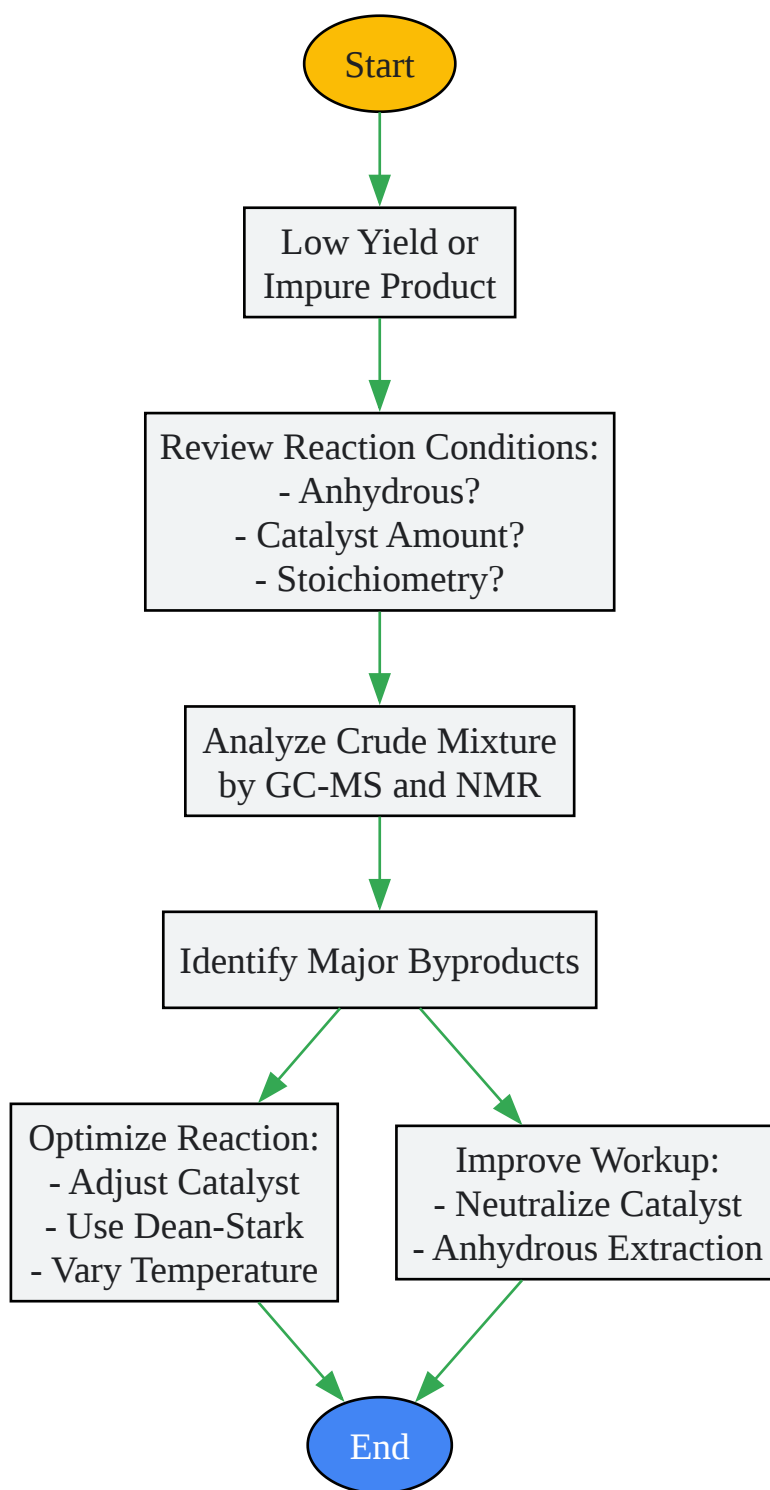 Start
Low Yield or
Impure Product
Review Reaction Conditions:
- Anhydrous?
- Catalyst Amount?
- Stoichiometry?
Analyze Crude Mixture
by GC-MS and NMR
Identify Major Byproducts
Optimize Reaction:
- Adjust Catalyst
- Use Dean-Stark
- Vary Temperature
Improve Workup:
- Neutralize Catalyst
- Anhydrous Extraction
End